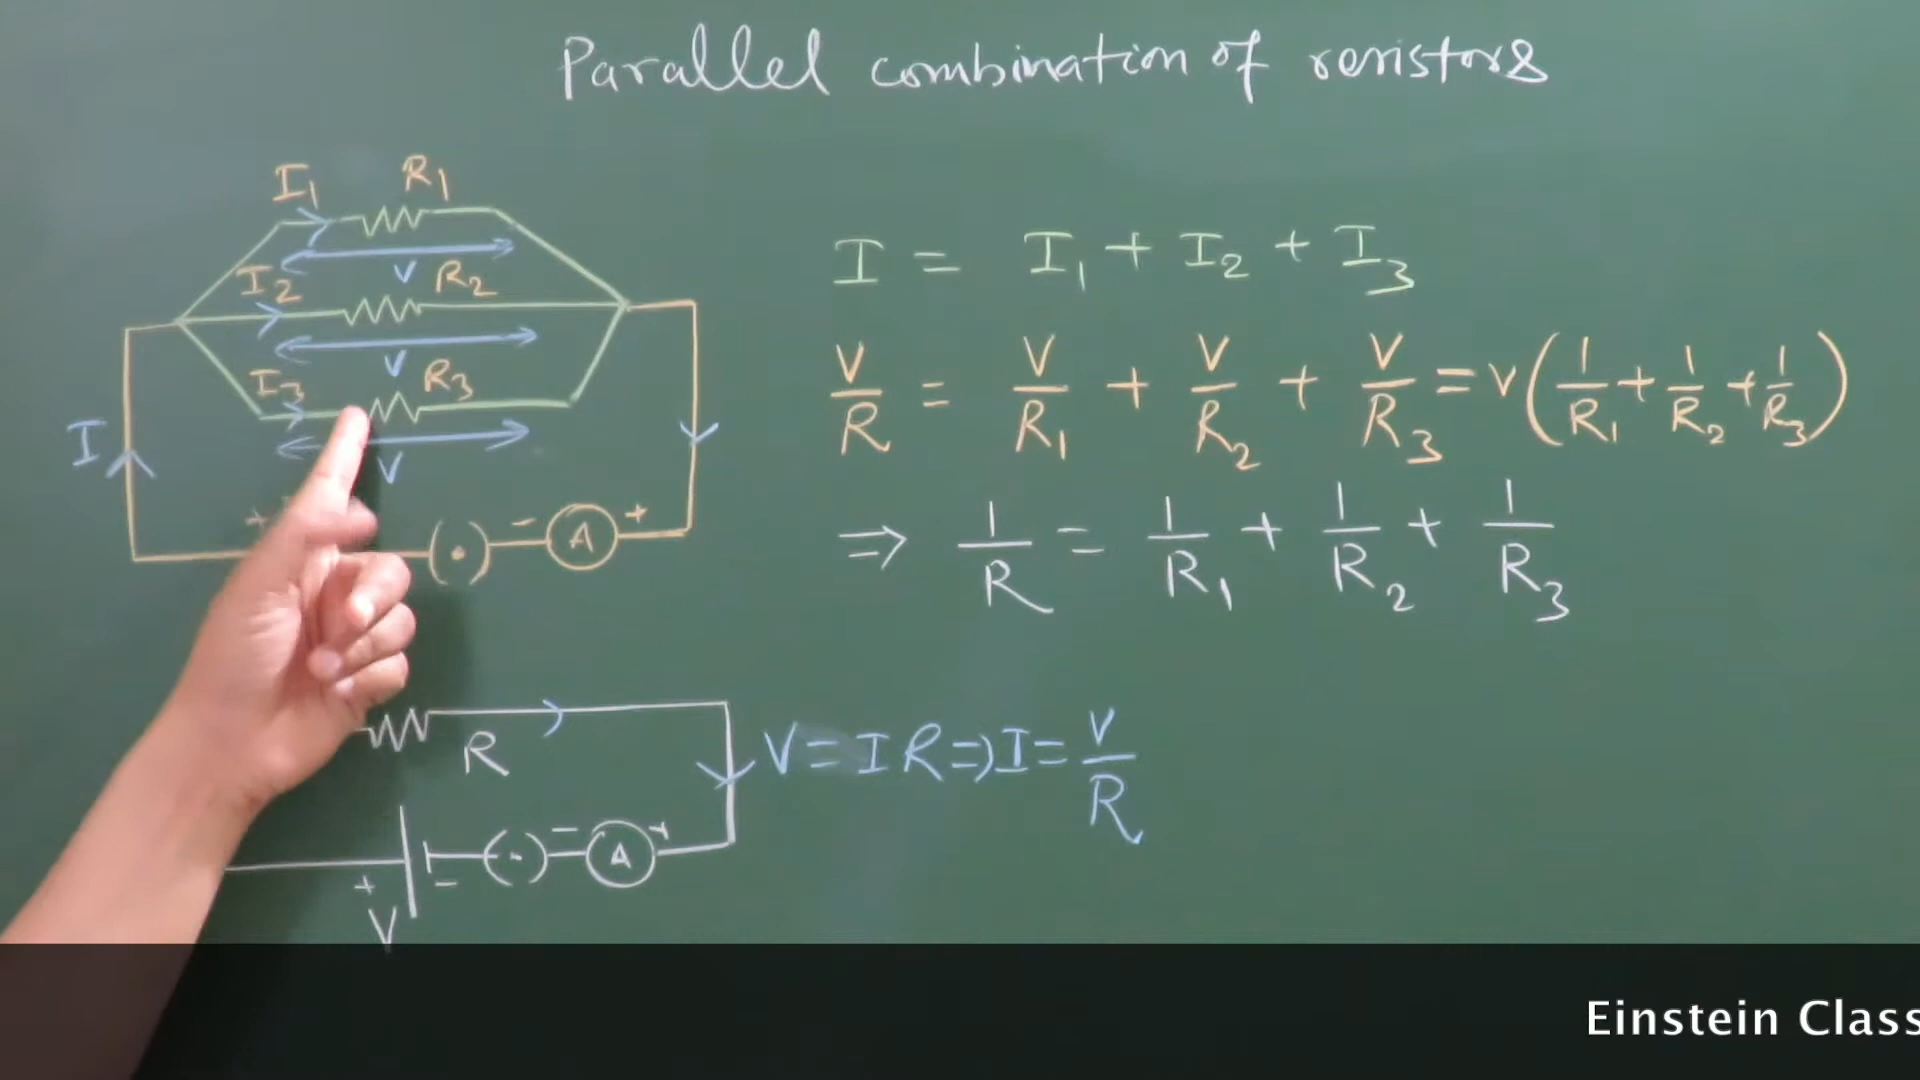 Parallel combination of resistors
I₁ R₁
V
I₂ R₂
V
I₃ R₃
V
I
+ ( · ) − A +
I = I₁ + I₂ + I₃
V/R = V/R₁ + V/R₂ + V/R₃ = V(1/R₁ + 1/R₂ + 1/R₃)
⇒ 1/R = 1/R₁ + 1/R₂ + 1/R₃
R
V = I R ⇒ I = V/R
+ − ( · ) − A +
V
Einstein Class